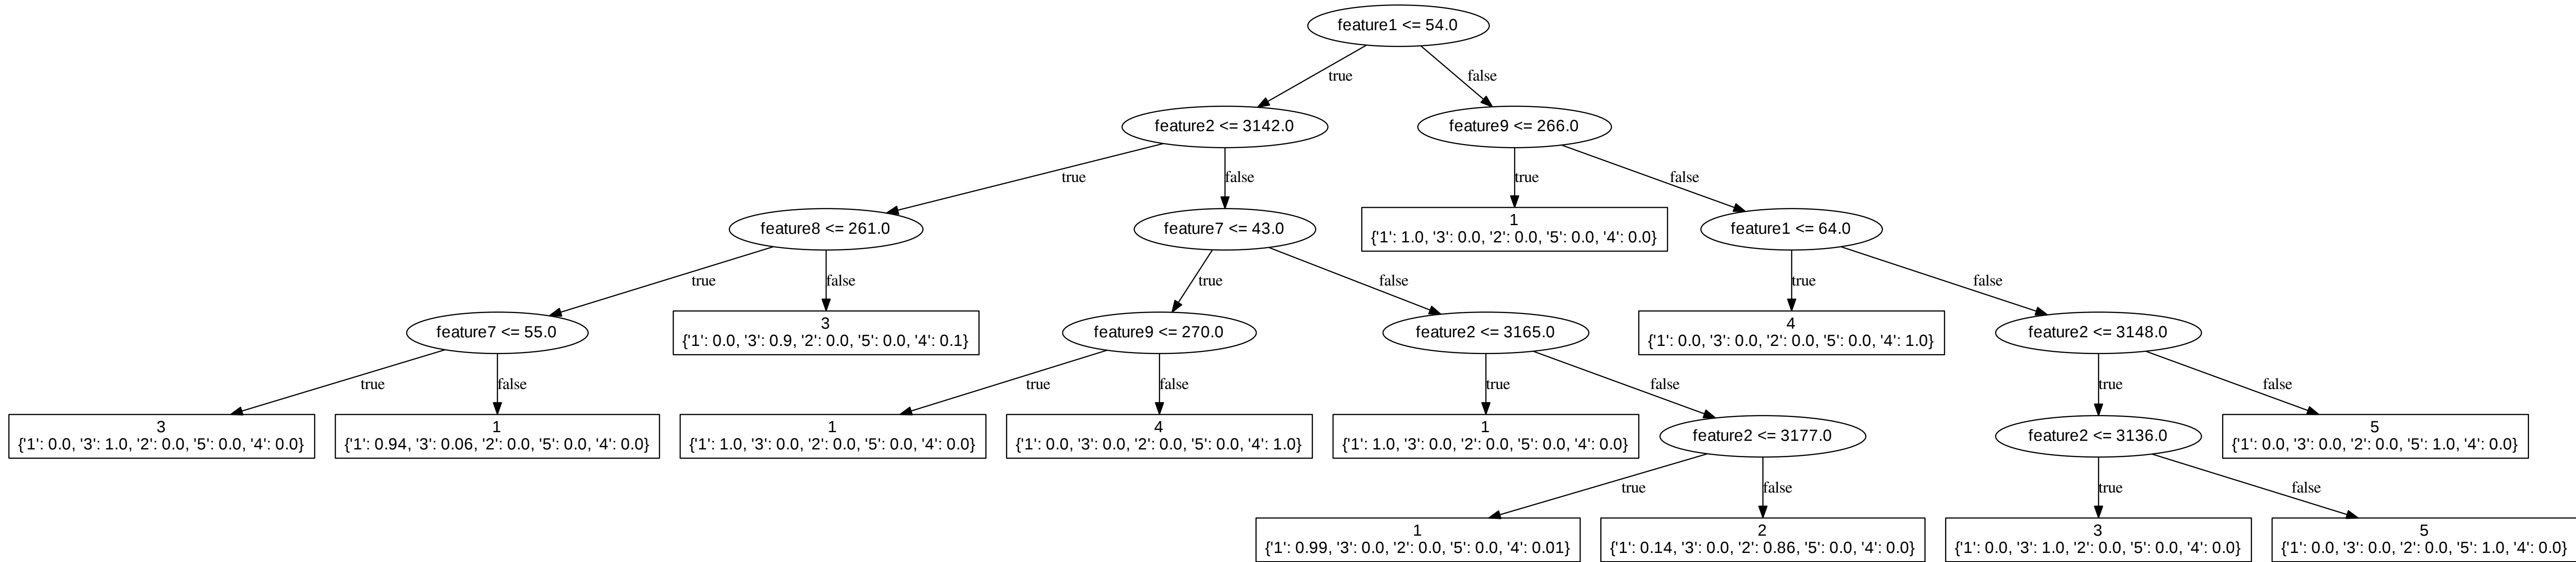 feature1 <= 54.0
true
false
feature2 <= 3142.0
feature9 <= 266.0
true
false
true
false
feature8 <= 261.0
feature7 <= 43.0
1
{'1': 1.0, '3': 0.0, '2': 0.0, '5': 0.0, '4': 0.0}
feature1 <= 64.0
true
false
true
false
true
false
feature7 <= 55.0
3
{'1': 0.0, '3': 0.9, '2': 0.0, '5': 0.0, '4': 0.1}
feature9 <= 270.0
feature2 <= 3165.0
4
{'1': 0.0, '3': 0.0, '2': 0.0, '5': 0.0, '4': 1.0}
feature2 <= 3148.0
true
false
true
false
true
false
true
false
3
{'1': 0.0, '3': 1.0, '2': 0.0, '5': 0.0, '4': 0.0}
1
{'1': 0.94, '3': 0.06, '2': 0.0, '5': 0.0, '4': 0.0}
1
{'1': 1.0, '3': 0.0, '2': 0.0, '5': 0.0, '4': 0.0}
4
{'1': 0.0, '3': 0.0, '2': 0.0, '5': 0.0, '4': 1.0}
1
{'1': 1.0, '3': 0.0, '2': 0.0, '5': 0.0, '4': 0.0}
feature2 <= 3177.0
feature2 <= 3136.0
5
{'1': 0.0, '3': 0.0, '2': 0.0, '5': 1.0, '4': 0.0}
true
false
true
false
1
{'1': 0.99, '3': 0.0, '2': 0.0, '5': 0.0, '4': 0.01}
2
{'1': 0.14, '3': 0.0, '2': 0.86, '5': 0.0, '4': 0.0}
3
{'1': 0.0, '3': 1.0, '2': 0.0, '5': 0.0, '4': 0.0}
5
{'1': 0.0, '3': 0.0, '2': 0.0, '5': 1.0, '4': 0.0}